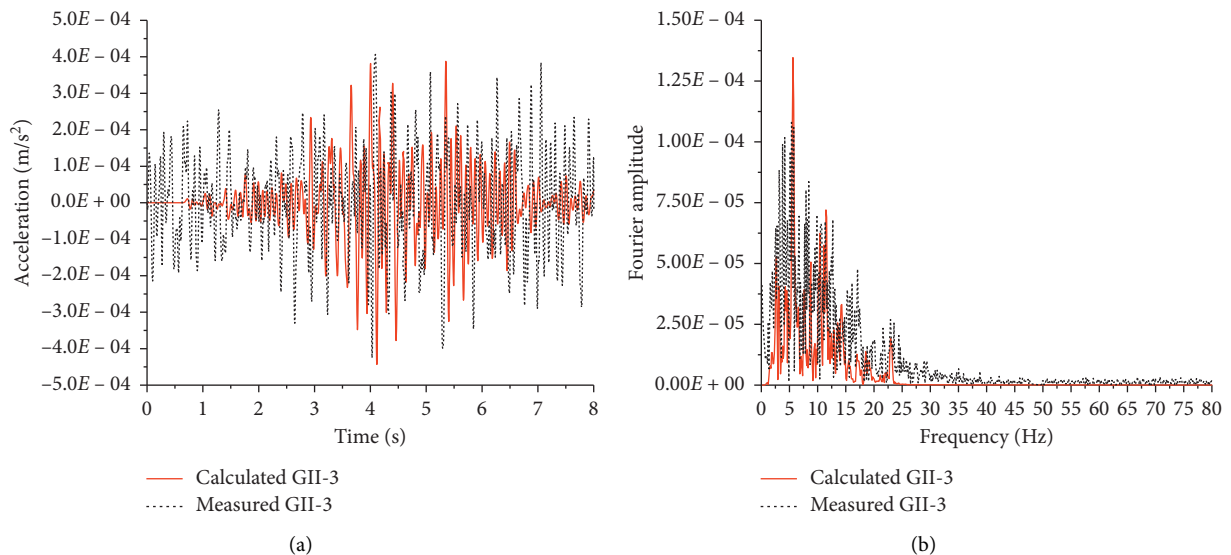 5.0E – 04
4.0E – 04
3.0E – 04
2.0E – 04
1.0E – 04
0.0E + 00
–1.0E – 04
–2.0E – 04
–3.0E – 04
–4.0E – 04
–5.0E – 04
Acceleration (m/s²)
0 1 2 3 4 5 6 7 8
Time (s)
Calculated GII-3
Measured GII-3
(a)
1.50E – 04
1.25E – 04
1.00E – 04
7.50E – 05
5.00E – 05
2.50E – 05
0.00E + 00
Fourier amplitude
0 5 10 15 20 25 30 35 40 45 50 55 60 65 70 75 80
Frequency (Hz)
Calculated GII-3
Measured GII-3
(b)